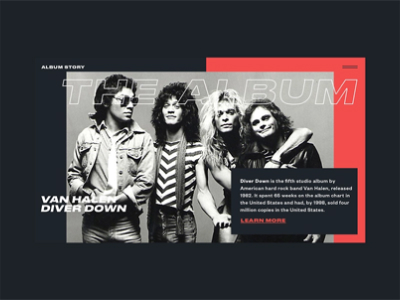 ALBUM STORY
THE ALBUM
VAN HALEN
DIVER DOWN
Diver Down is the fifth studio album by
American hard rock band Van Halen, released
1982. It spent 65 weeks on the album chart in
the United States and had, by 1998, sold four
million copies in the United States.
LEARN MORE